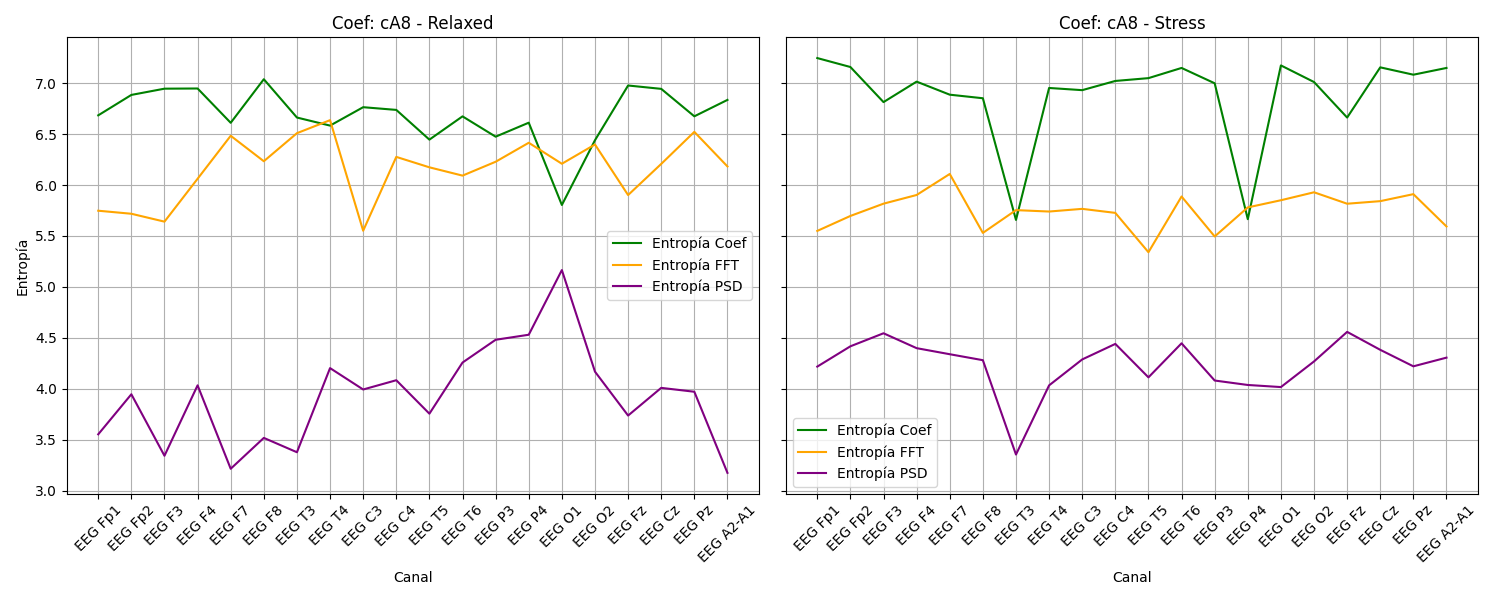 Coef: cA8 - Relaxed
Entropía
7.0
6.5
6.0
5.5
5.0
4.5
4.0
3.5
3.0
Entropía Coef
Entropía FFT
Entropía PSD
EEG Fp1
EEG Fp2
EEG F3
EEG F4
EEG F7
EEG F8
EEG T3
EEG T4
EEG C3
EEG C4
EEG T5
EEG T6
EEG P3
EEG P4
EEG O1
EEG O2
EEG Fz
EEG Cz
EEG Pz
EEG A2-A1
Canal
Coef: cA8 - Stress
Entropía Coef
Entropía FFT
Entropía PSD
EEG Fp1
EEG Fp2
EEG F3
EEG F4
EEG F7
EEG F8
EEG T3
EEG T4
EEG C3
EEG C4
EEG T5
EEG T6
EEG P3
EEG P4
EEG O1
EEG O2
EEG Fz
EEG Cz
EEG Pz
EEG A2-A1
Canal